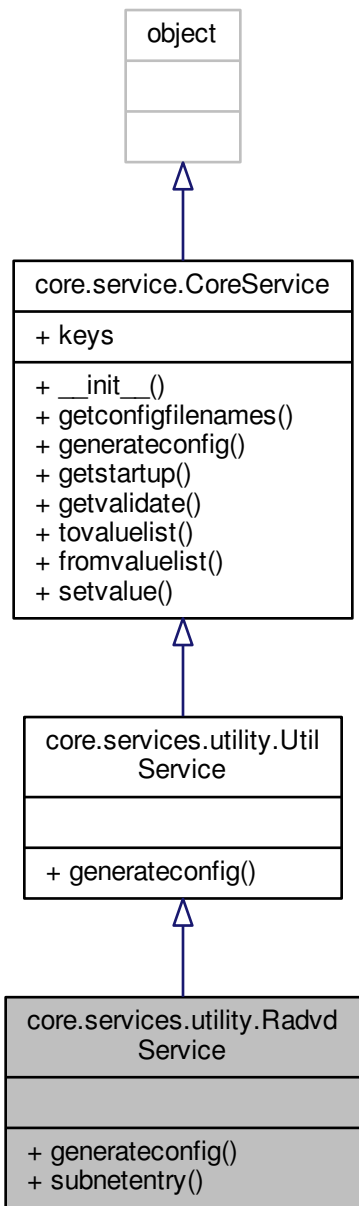 object
core.service.CoreService
+ keys
+ __init__()
+ getconfigfilenames()
+ generateconfig()
+ getstartup()
+ getvalidate()
+ tovaluelist()
+ fromvaluelist()
+ setvalue()
core.services.utility.Util
Service
+ generateconfig()
core.services.utility.Radvd
Service
+ generateconfig()
+ subnetentry()